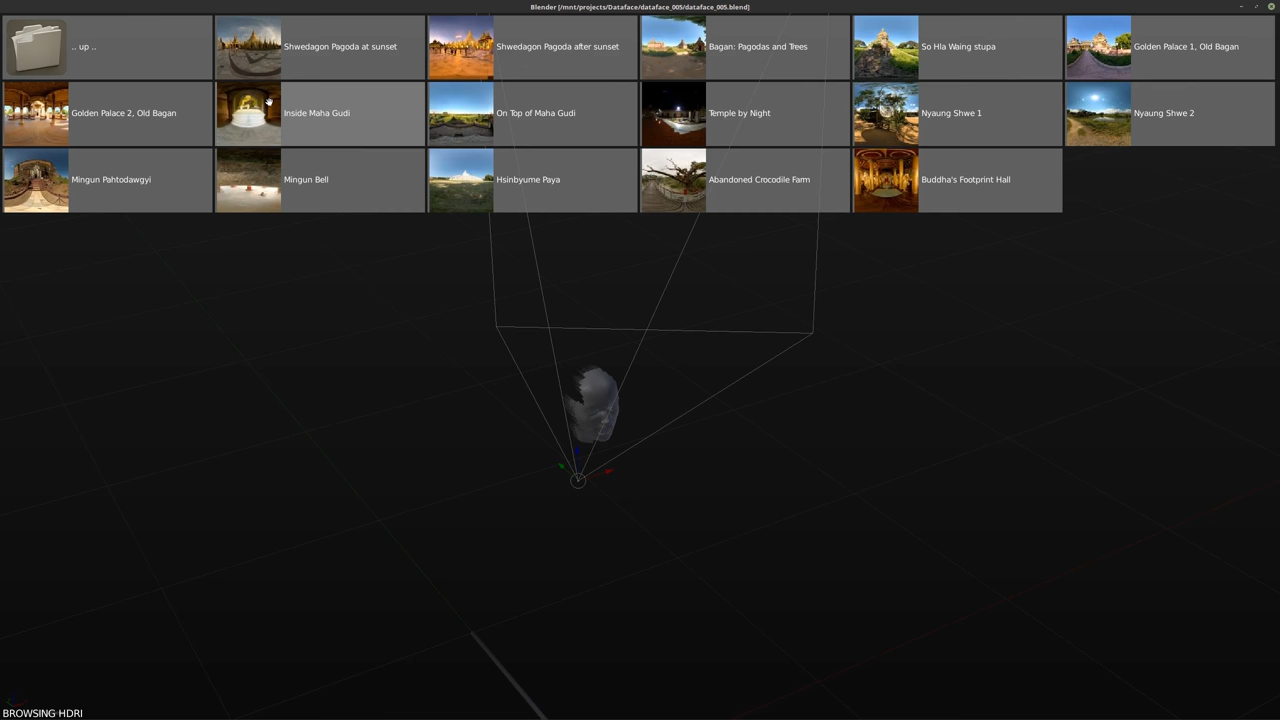 Blender [/mnt/projects/Dataface/dataface_005/dataface_005.blend]
.. up ..
Shwedagon Pagoda at sunset
Shwedagon Pagoda after sunset
Bagan: Pagodas and Trees
So Hla Waing stupa
Golden Palace 1, Old Bagan
Golden Palace 2, Old Bagan
Inside Maha Gudi
On Top of Maha Gudi
Temple by Night
Nyaung Shwe 1
Nyaung Shwe 2
Mingun Pahtodawgyi
Mingun Bell
Hsinbyume Paya
Abandoned Crocodile Farm
Buddha's Footprint Hall
BROWSING HDRI